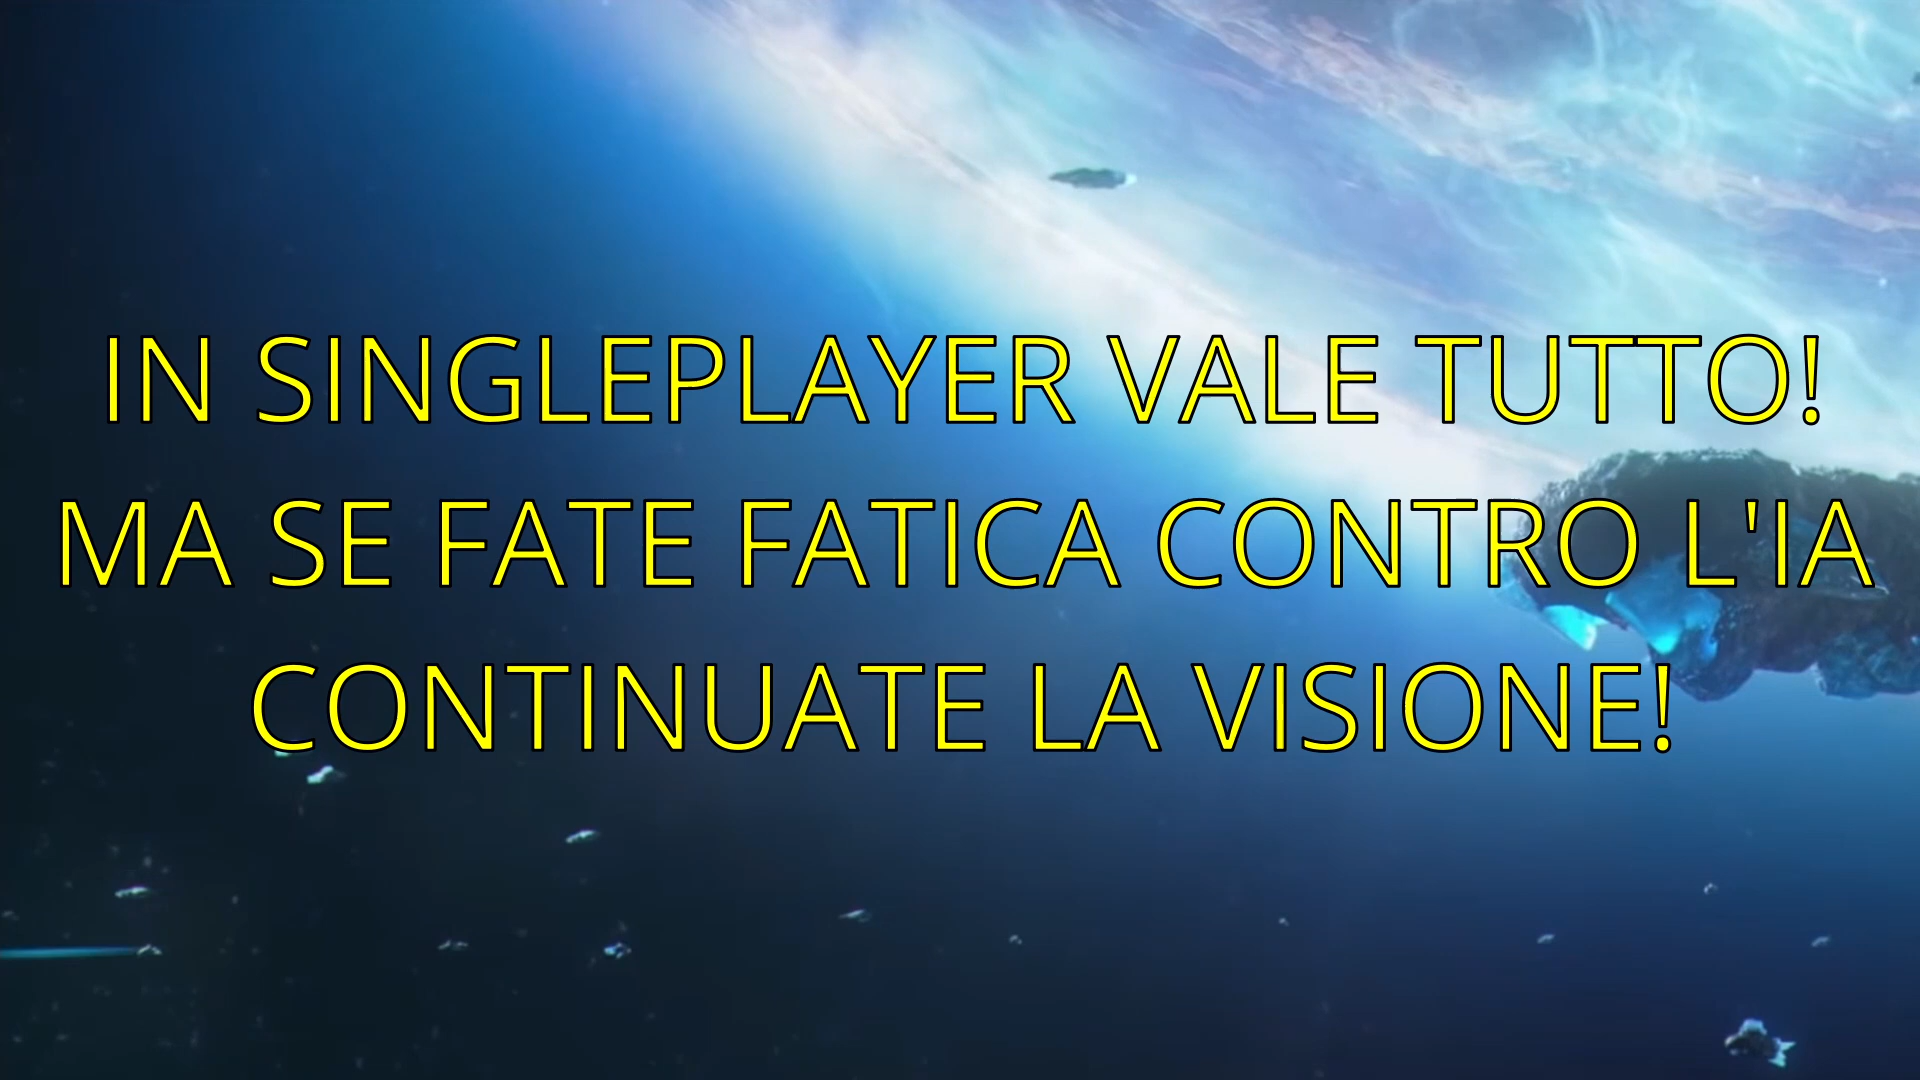 IN SINGLEPLAYER VALE TUTTO!
MA SE FATE FATICA CONTRO L'IA
CONTINUATE LA VISIONE!